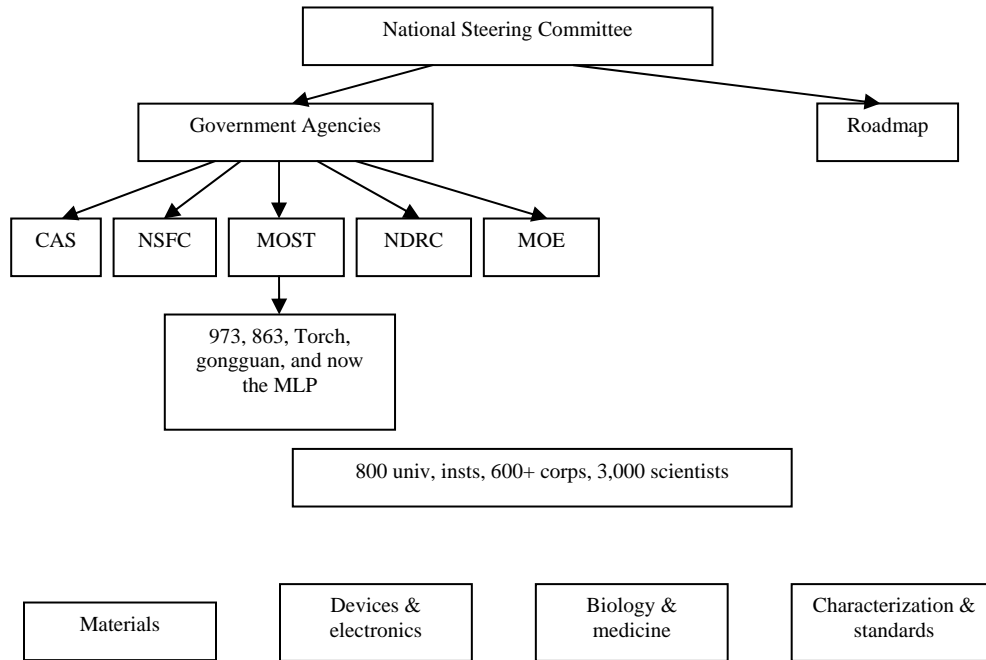 National Steering Committee
Government Agencies
Roadmap
CAS
NSFC
MOST
NDRC
MOE
973, 863, Torch,
gongguan, and now
the MLP
800 univ, insts, 600+ corps, 3,000 scientists
Materials
Devices &
electronics
Biology &
medicine
Characterization &
standards